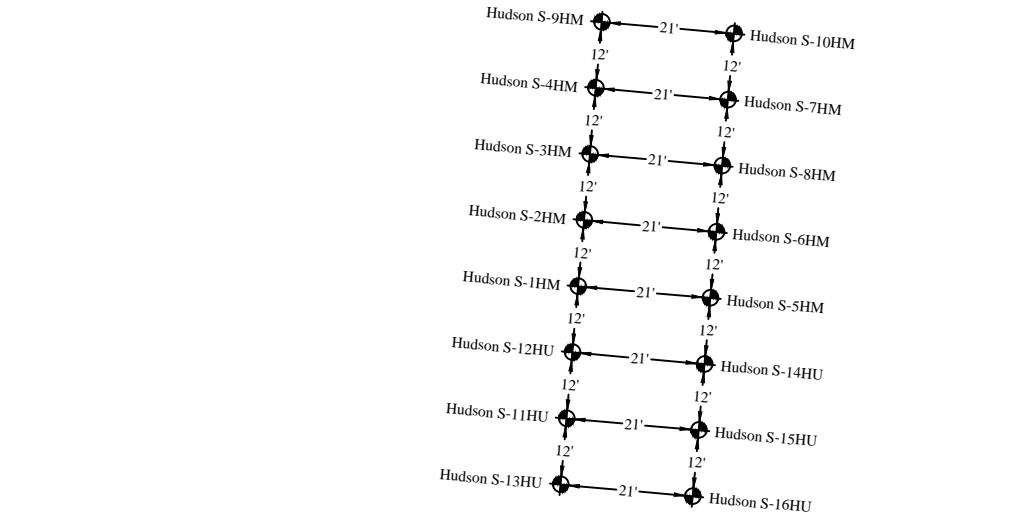 Hudson S-9HM 21' Hudson S-10HM
12' 12'
Hudson S-4HM 21' Hudson S-7HM
12' 12'
Hudson S-3HM 21' Hudson S-8HM
12' 12'
Hudson S-2HM 21' Hudson S-6HM
12' 12'
Hudson S-1HM 21' Hudson S-5HM
12' 12'
Hudson S-12HU 21' Hudson S-14HU
12' 12'
Hudson S-11HU 21' Hudson S-15HU
12' 12'
Hudson S-13HU 21' Hudson S-16HU